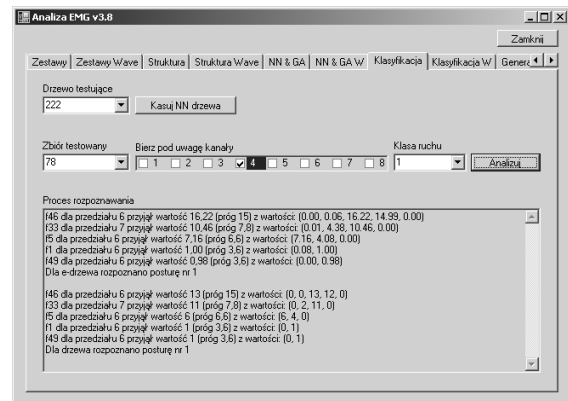 Analiza EMG v3.8
Zamknij
Zestawy Zestawy Wave Struktura Struktura Wave NN & GA NN & GA W Klasyfikacja Klasyfikacja W Genera
Drzewo testujące
222 Kasuj NN drzewa
Zbiór testowany Bierz pod uwagę kanały Klasa ruchu
78 1 2 3 4 5 6 7 8 1 Analizuj
Proces rozpoznawania
f46 dla przedziału 6 przyjął wartość 16,22 (próg 15) z wartości: (0.00, 0.06, 16.22, 14.99, 0.00)
f33 dla przedziału 7 przyjął wartość 10,46 (próg 7,8) z wartości: (0.01, 4.38, 10.46, 0.00)
f5 dla przedziału 6 przyjął wartość 7,16 (próg 6,6) z wartości: (7.16, 4.08, 0.00)
f1 dla przedziału 6 przyjął wartość 1,00 (próg 3,6) z wartości: (0.08, 1.00)
f49 dla przedziału 6 przyjął wartość 0,98 (próg 3,6) z wartości: (0.00, 0.98)
Dla e-drzewa rozpoznano posturę nr 1
f46 dla przedziału 6 przyjął wartość 13 (próg 15) z wartości: (0, 0, 13, 12, 0)
f33 dla przedziału 7 przyjął wartość 11 (próg 7,8) z wartości: (0, 2, 11, 0)
f5 dla przedziału 6 przyjął wartość 6 (próg 6,6) z wartości: (6, 4, 0)
f1 dla przedziału 6 przyjął wartość 1 (próg 3,6) z wartości: (0, 1)
f49 dla przedziału 6 przyjął wartość 1 (próg 3,6) z wartości: (0, 1)
Dla drzewa rozpoznano posturę nr 1